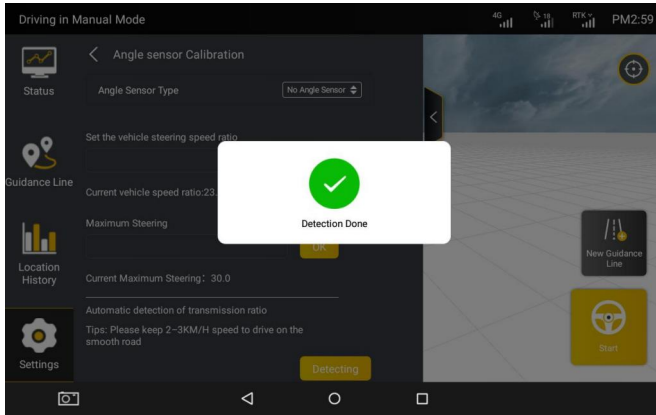 Driving in Manual Mode
4G
18
RTK
PM2:59
Status
Angle sensor Calibration
Angle Sensor Type
No Angle Sensor
Set the vehicle steering speed ratio
Guidance Line
Current vehicle speed ratio:23.
Detection Done
Maximum Steering
OK
Location
History
Current Maximum Steering: 30.0
New Guidance
Line
Automatic detection of transmission ratio
Tips: Please keep 2-3KM/H speed to drive on the
smooth road
Settings
Detecting
Start